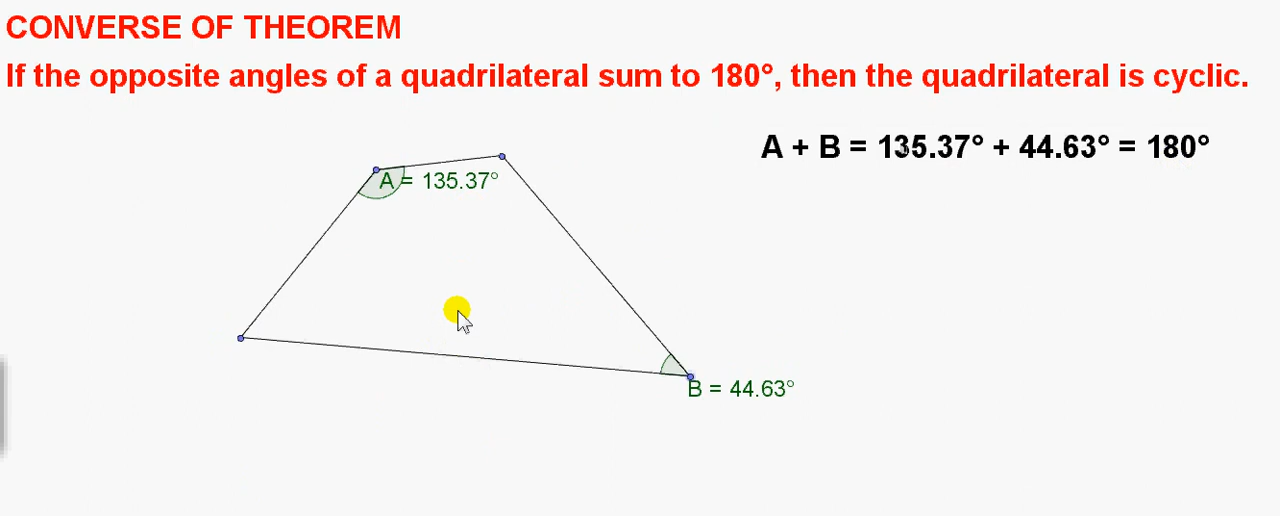 CONVERSE OF THEOREM
If the opposite angles of a quadrilateral sum to 180°, then the quadrilateral is cyclic.
A + B = 135.37° + 44.63° = 180°
A = 135.37°
B = 44.63°